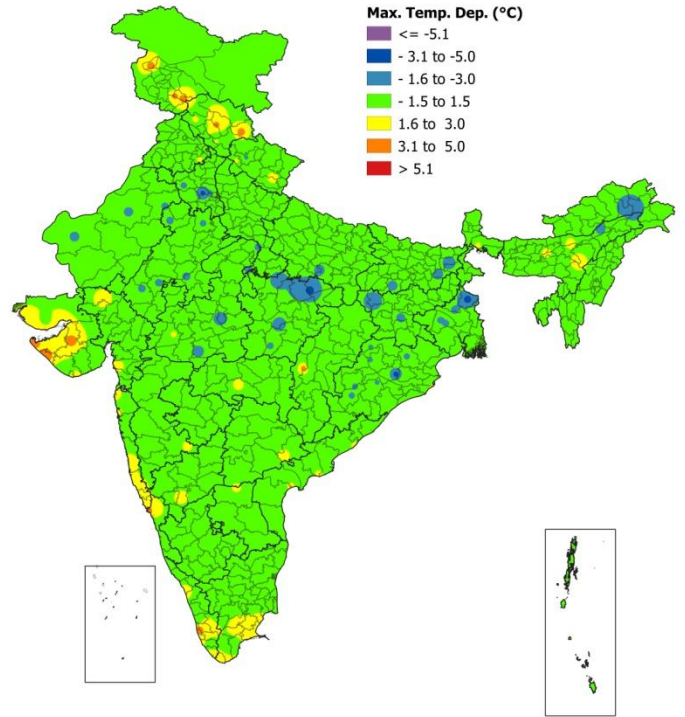 Max. Temp. Dep. (°C)
<= -5.1
- 3.1 to -5.0
- 1.6 to -3.0
- 1.5 to 1.5
1.6 to 3.0
3.1 to 5.0
> 5.1